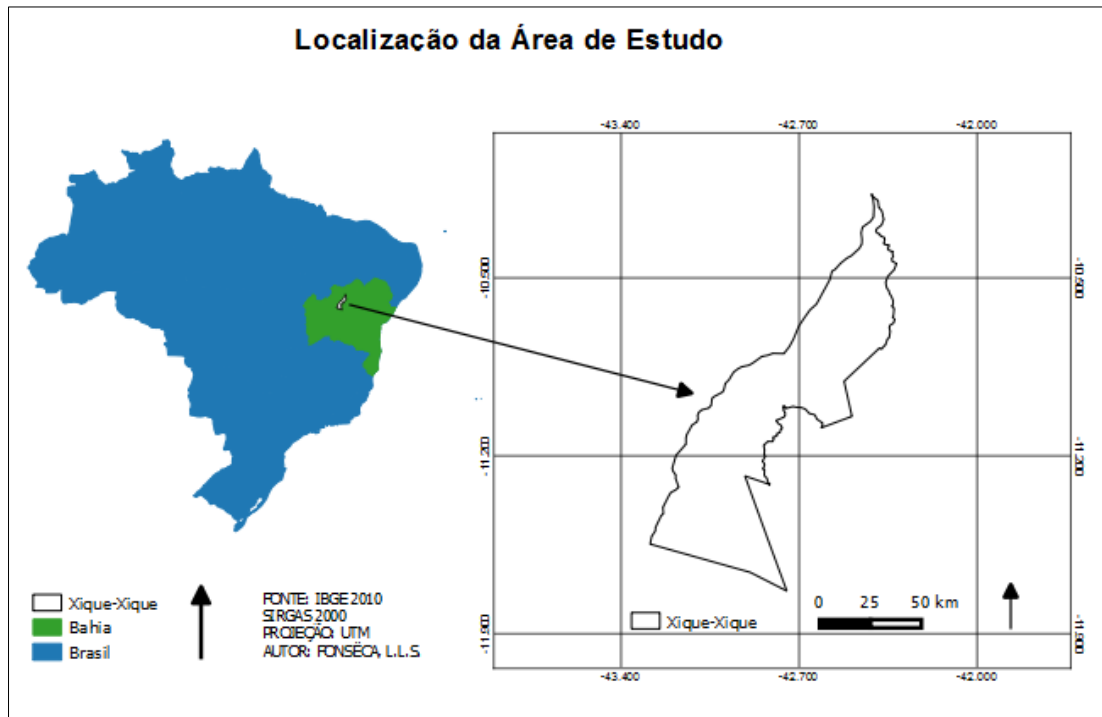 Localização da Área de Estudo
-43.400 -42.700 -42.000
-10.500 -10.500
-11.200 -11.200
-11.900 -11.900
-43.400 -42.700 -42.000
Xique-Xique
Bahia
Brasil
FONTE: IBGE 2010
SIRGAS 2000
PROJEÇÃO: UTM
AUTOR: FONSÊCA, L.L.S.
Xique-Xique
0 25 50 km